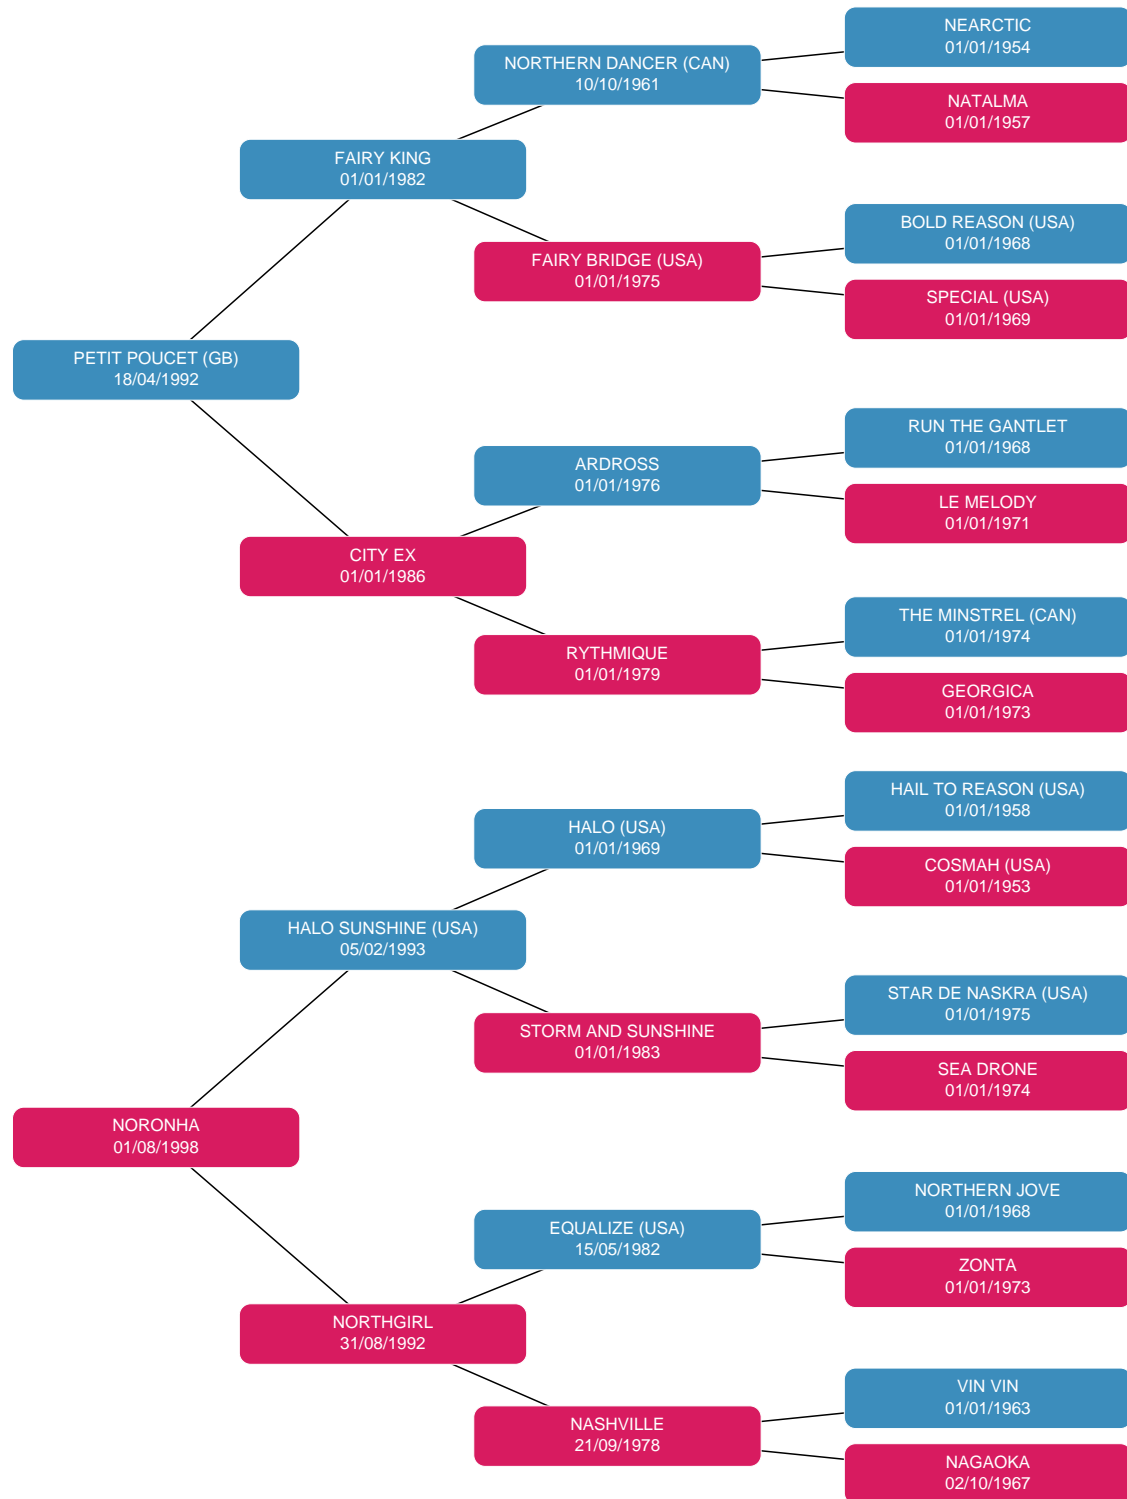 NEARCTIC
01/01/1954
NORTHERN DANCER (CAN)
10/10/1961
NATALMA
01/01/1957
FAIRY KING
01/01/1982
BOLD REASON (USA)
01/01/1968
FAIRY BRIDGE (USA)
01/01/1975
SPECIAL (USA)
01/01/1969
PETIT POUCET (GB)
18/04/1992
RUN THE GANTLET
01/01/1968
ARDROSS
01/01/1976
LE MELODY
01/01/1971
CITY EX
01/01/1986
THE MINSTREL (CAN)
01/01/1974
RYTHMIQUE
01/01/1979
GEORGICA
01/01/1973
HAIL TO REASON (USA)
01/01/1958
HALO (USA)
01/01/1969
COSMAH (USA)
01/01/1953
HALO SUNSHINE (USA)
05/02/1993
STAR DE NASKRA (USA)
01/01/1975
STORM AND SUNSHINE
01/01/1983
SEA DRONE
01/01/1974
NORONHA
01/08/1998
NORTHERN JOVE
01/01/1968
EQUALIZE (USA)
15/05/1982
ZONTA
01/01/1973
NORTHGIRL
31/08/1992
VIN VIN
01/01/1963
NASHVILLE
21/09/1978
NAGAOKA
02/10/1967